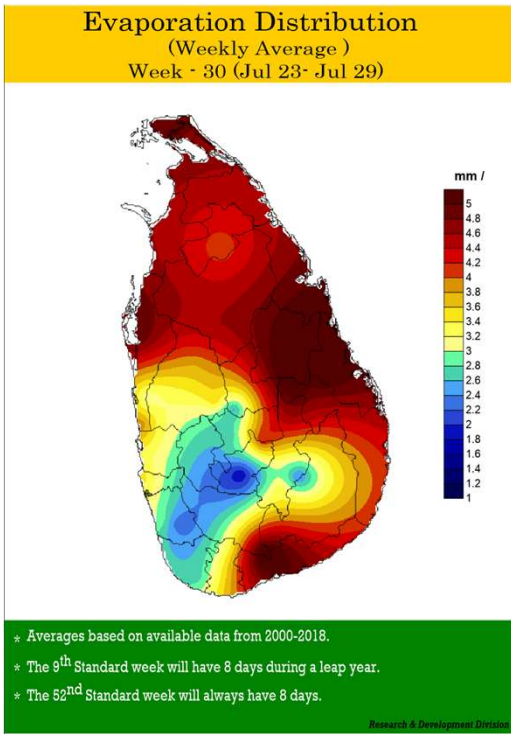 Evaporation Distribution
(Weekly Average )
Week - 30 (Jul 23- Jul 29)
mm /
5
4.8
4.6
4.4
4.2
4
3.8
3.6
3.4
3.2
3
2.8
2.6
2.4
2.2
2
1.8
1.6
1.4
1.2
1
* Averages based on available data from 2000-2018.
* The 9th Standard week will have 8 days during a leap year.
* The 52nd Standard week will always have 8 days.
Research & Development Division